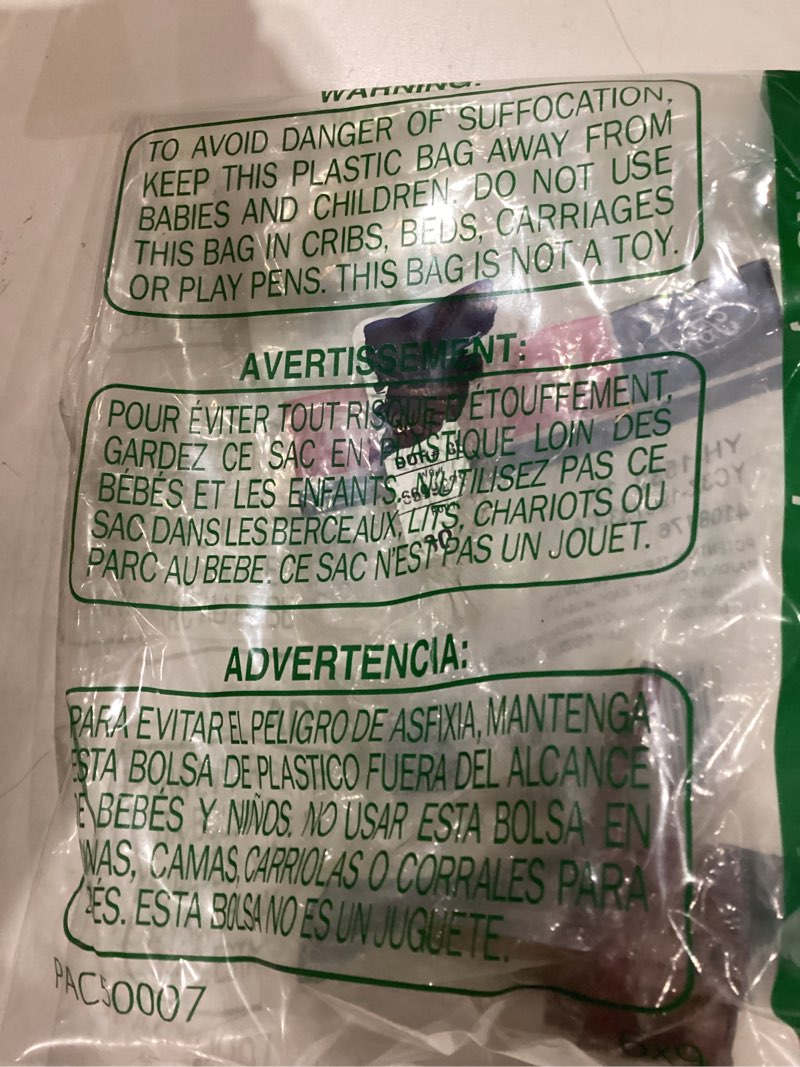 WARNING:
TO AVOID DANGER OF SUFFOCATION,
KEEP THIS PLASTIC BAG AWAY FROM
BABIES AND CHILDREN. DO NOT USE
THIS BAG IN CRIBS, BEDS, CARRIAGES
OR PLAY PENS. THIS BAG IS NOT A TOY.
AVERTISSEMENT:
POUR ÉVITER TOUT RISQUE D'ÉTOUFFEMENT,
GARDEZ CE SAC EN PLASTIQUE LOIN DES
BÉBÉS ET LES ENFANTS. N'UTILISEZ PAS CE
SAC DANS LES BERCEAUX, LITS, CHARIOTS OU
PARC AU BEBE. CE SAC N'EST PAS UN JOUET.
ADVERTENCIA:
PARA EVITAR EL PELIGRO DE ASFIXIA, MANTENGA
ESTA BOLSA DE PLASTICO FUERA DEL ALCANCE
DE BEBÉS Y NIÑOS. NO USAR ESTA BOLSA EN
CAMAS, CARRIOLAS O CORRALES PARA
ESTA BOLSA NO ES UN JUGUETE.
PAC50007
6x9
Ford